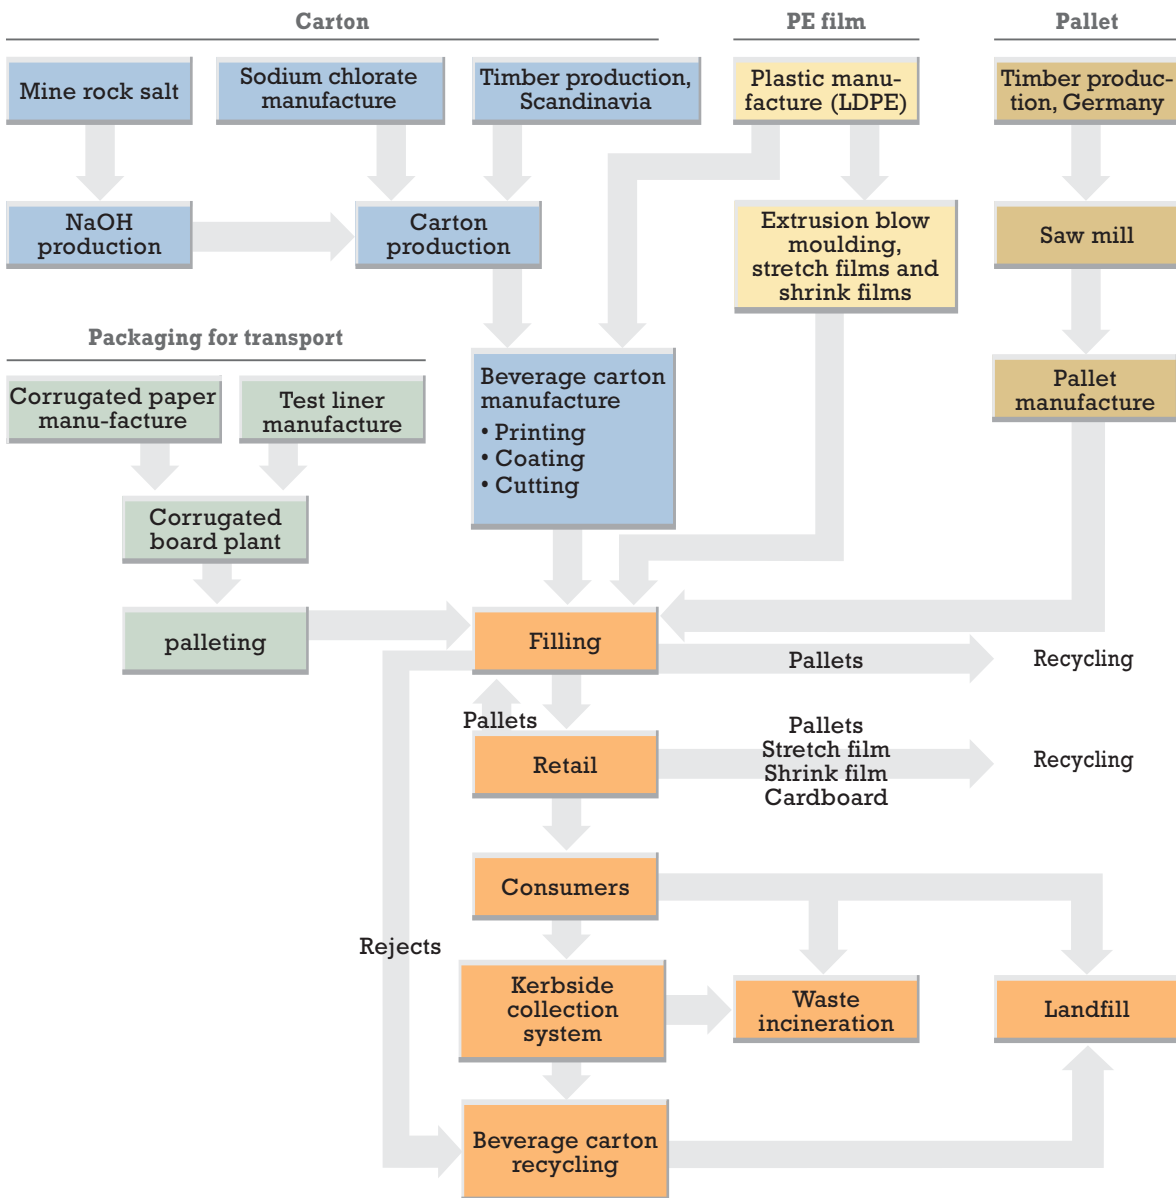 Carton
PE film
Pallet
Mine rock salt
Sodium chlorate
manufacture
Timber production,
Scandinavia
Plastic manu-
facture (LDPE)
Timber produc-
tion, Germany
NaOH
production
Carton
production
Extrusion blow
moulding,
stretch films and
shrink films
Saw mill
Packaging for transport
Corrugated paper
manu-facture
Test liner
manufacture
Beverage carton
manufacture
• Printing
• Coating
• Cutting
Pallet
manufacture
Corrugated
board plant
palleting
Filling
Pallets
Recycling
Pallets
Retail
Pallets
Stretch film
Shrink film
Cardboard
Recycling
Consumers
Rejects
Kerbside
collection
system
Waste
incineration
Landfill
Beverage carton
recycling